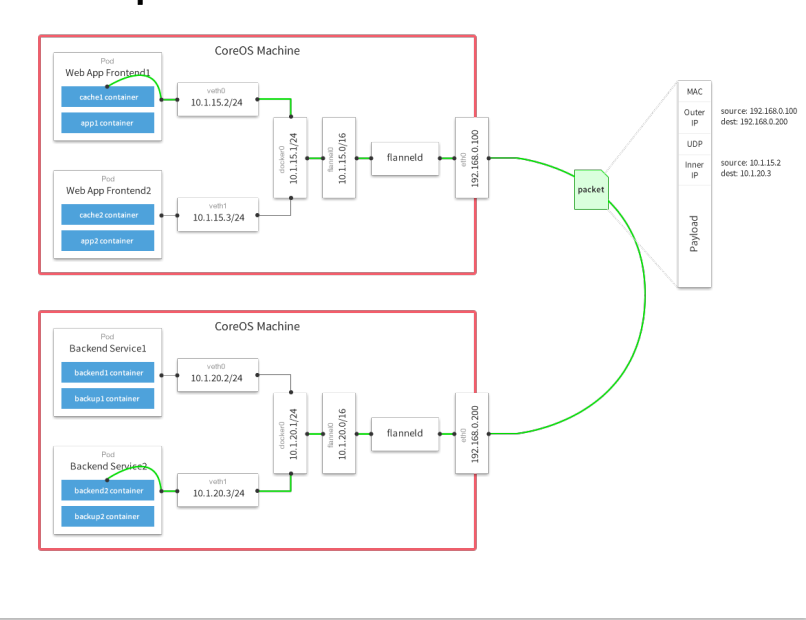 CoreOS Machine
Pod
Web App Frontend1
cache1 container
app1 container
veth0
10.1.15.2/24
docker0
10.1.15.1/24
flannel0
10.1.15.0/16
flanneld
eth0
192.168.0.100
Pod
Web App Frontend2
cache2 container
app2 container
veth1
10.1.15.3/24
packet
MAC
Outer
IP
source: 192.168.0.100
dest: 192.168.0.200
UDP
Inner
IP
source: 10.1.15.2
dest: 10.1.20.3
Payload
CoreOS Machine
Pod
Backend Service1
backend1 container
backup1 container
veth0
10.1.20.2/24
docker0
10.1.20.1/24
flannel0
10.1.20.0/16
flanneld
eth0
192.168.0.200
Pod
Backend Service2
backend2 container
backup2 container
veth1
10.1.20.3/24